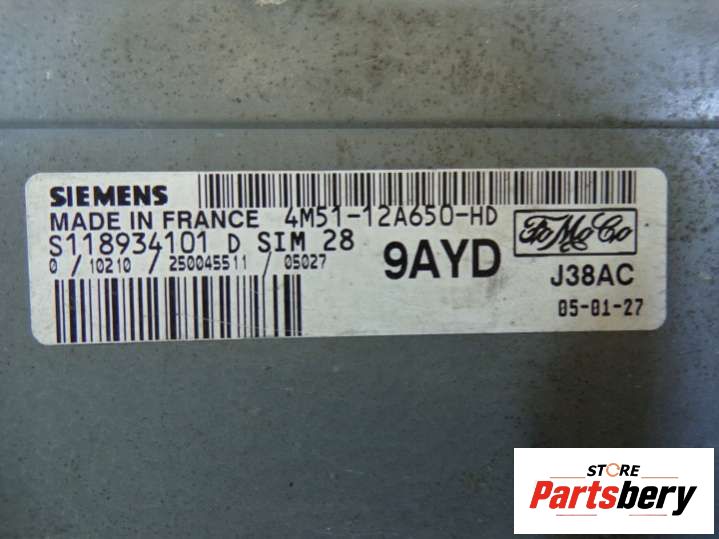 SIEMENS
MADE IN FRANCE 4M51-12A650-HD
S118934101 D SIM 28
0 / 10210 / 250045511 / 05027
9AYD
FoMoCo
J38AC
05-01-27
STORE
Partsbery